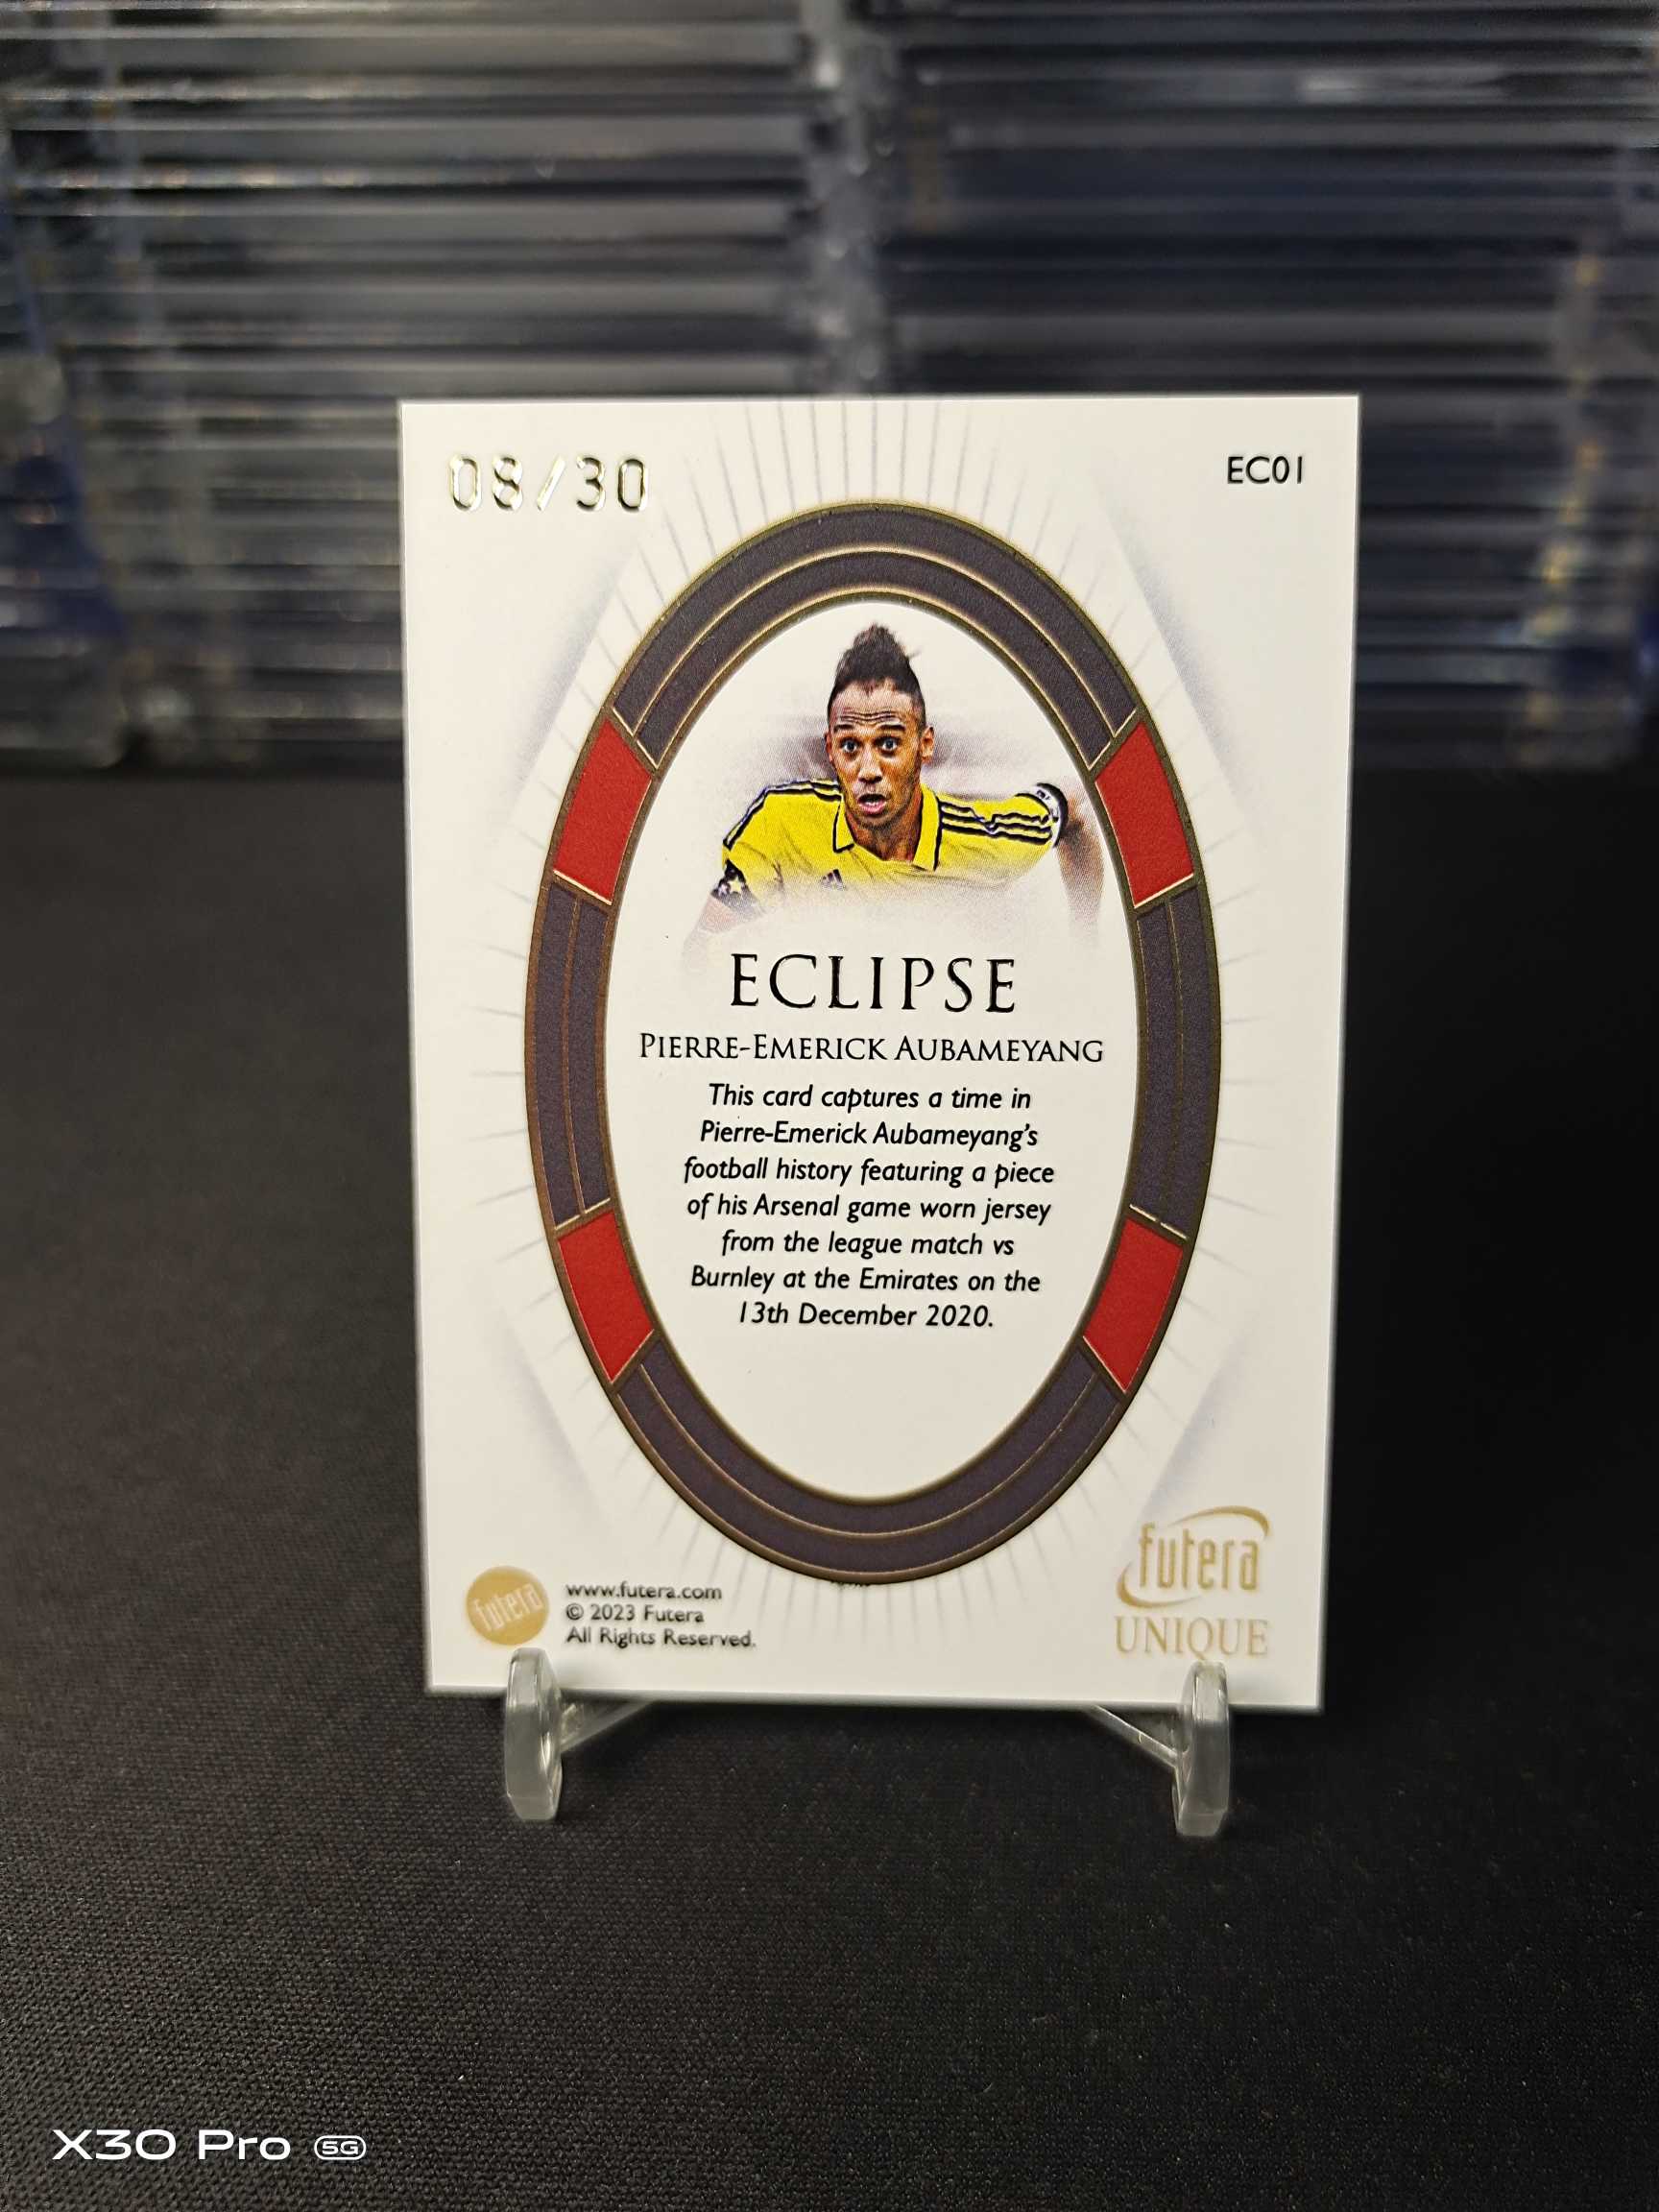 08/30
EC01
ECLIPSE
PIERRE-EMERICK AUBAMEYANG
This card captures a time in
Pierre-Emerick Aubameyang's
football history featuring a piece
of his Arsenal game worn jersey
from the league match vs
Burnley at the Emirates on the
13th December 2020.
futera
UNIQUE
futera
www.futera.com
© 2023 Futera
All Rights Reserved.
X30 Pro 5G